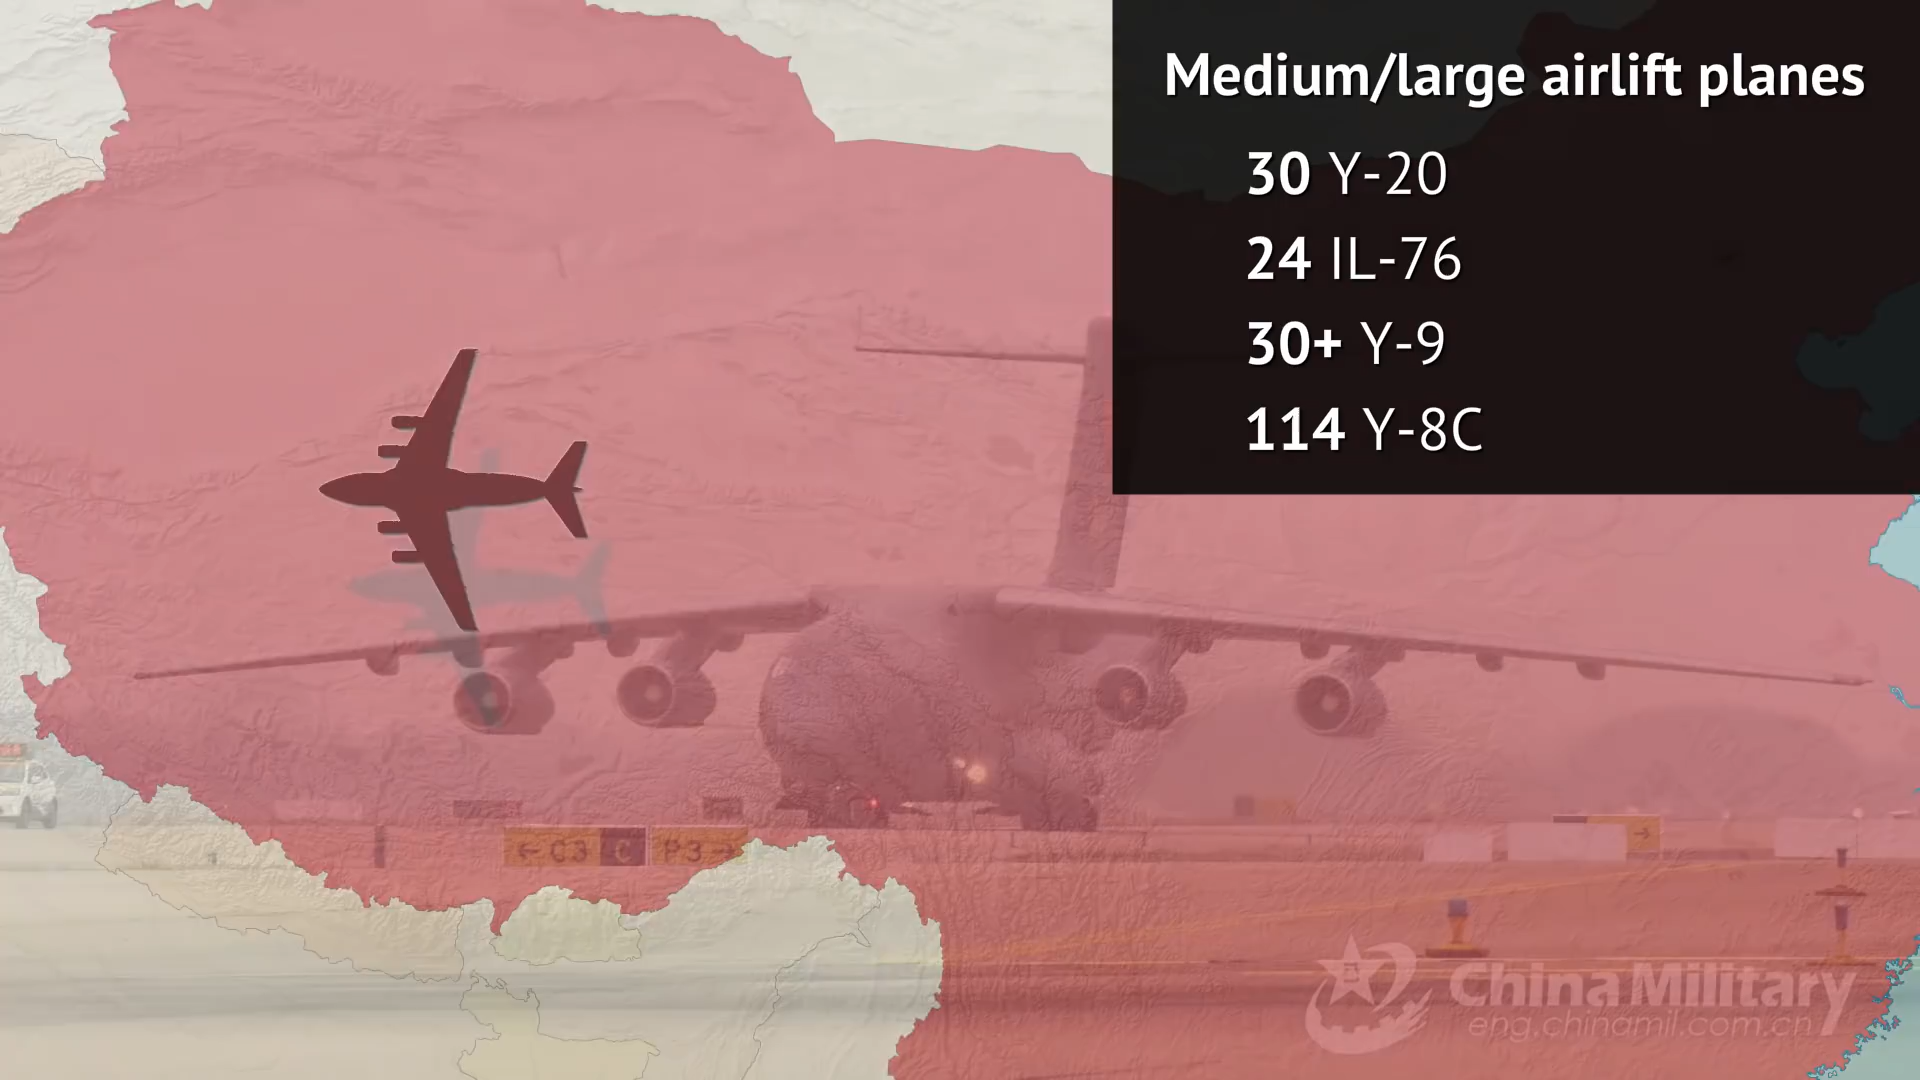 Medium/large airlift planes
30 Y-20
24 IL-76
30+ Y-9
114 Y-8C
←C3 C P3→
China Military
eng.chinamil.com.cn